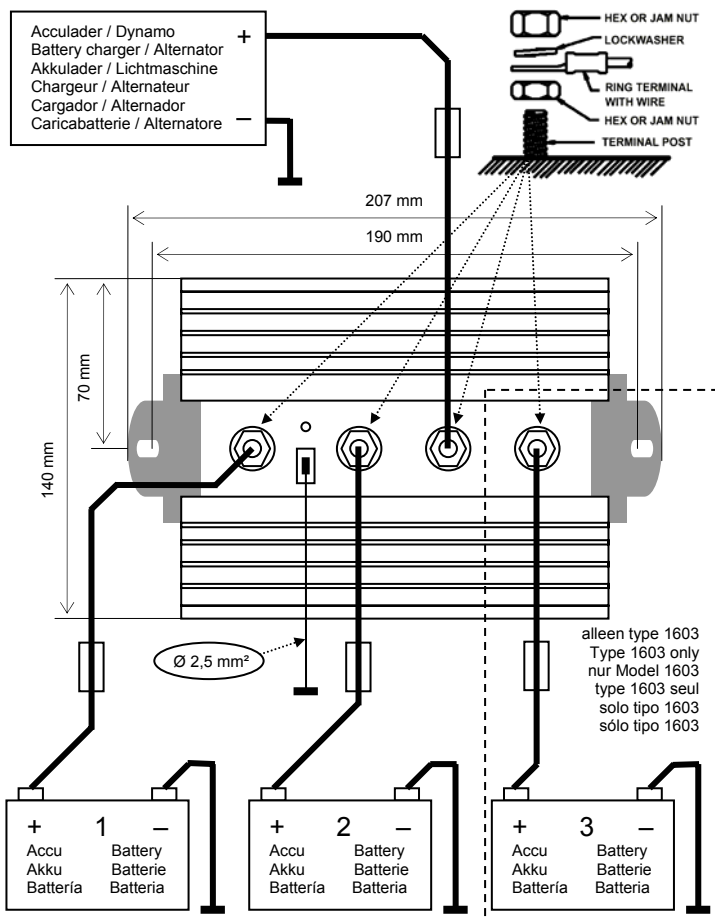 Acculader / Dynamo
Battery charger / Alternator
Akkulader / Lichtmaschine
Chargeur / Alternateur
Cargador / Alternador
Caricabatterie / Alternatore
+
–
HEX OR JAM NUT
LOCKWASHER
RING TERMINAL
WITH WIRE
HEX OR JAM NUT
TERMINAL POST
207 mm
190 mm
70 mm
140 mm
Ø 2,5 mm²
alleen type 1603
Type 1603 only
nur Model 1603
type 1603 seul
solo tipo 1603
sólo tipo 1603
+ 1 –
Accu Battery
Akku Batterie
Batería Batteria
+ 2 –
Accu Battery
Akku Batterie
Batería Batteria
+ 3 –
Accu Battery
Akku Batterie
Batería Batteria